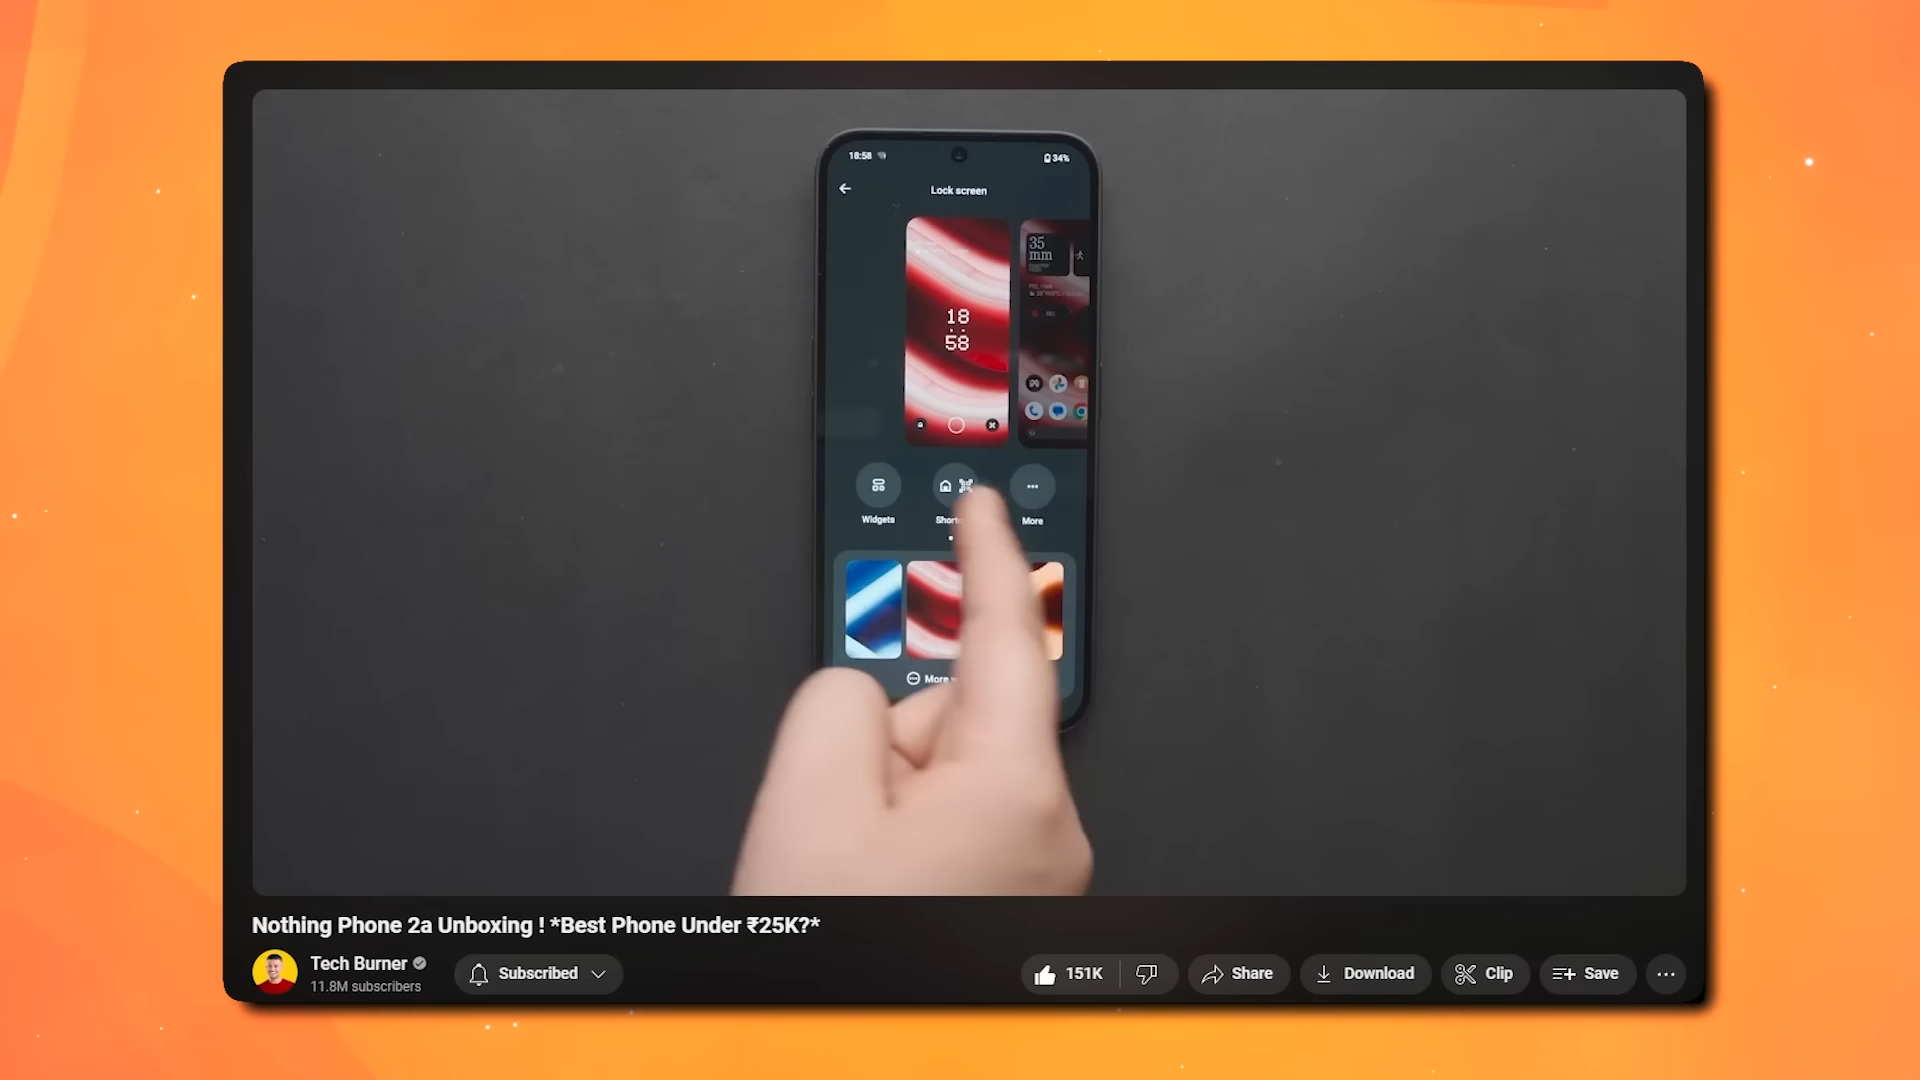 18:58
34%
Lock screen
35
mm
18
58
Widgets
More
More
Nothing Phone 2a Unboxing ! *Best Phone Under ₹25K?*
Tech Burner
11.8M subscribers
Subscribed
151K
Share
Download
Clip
Save